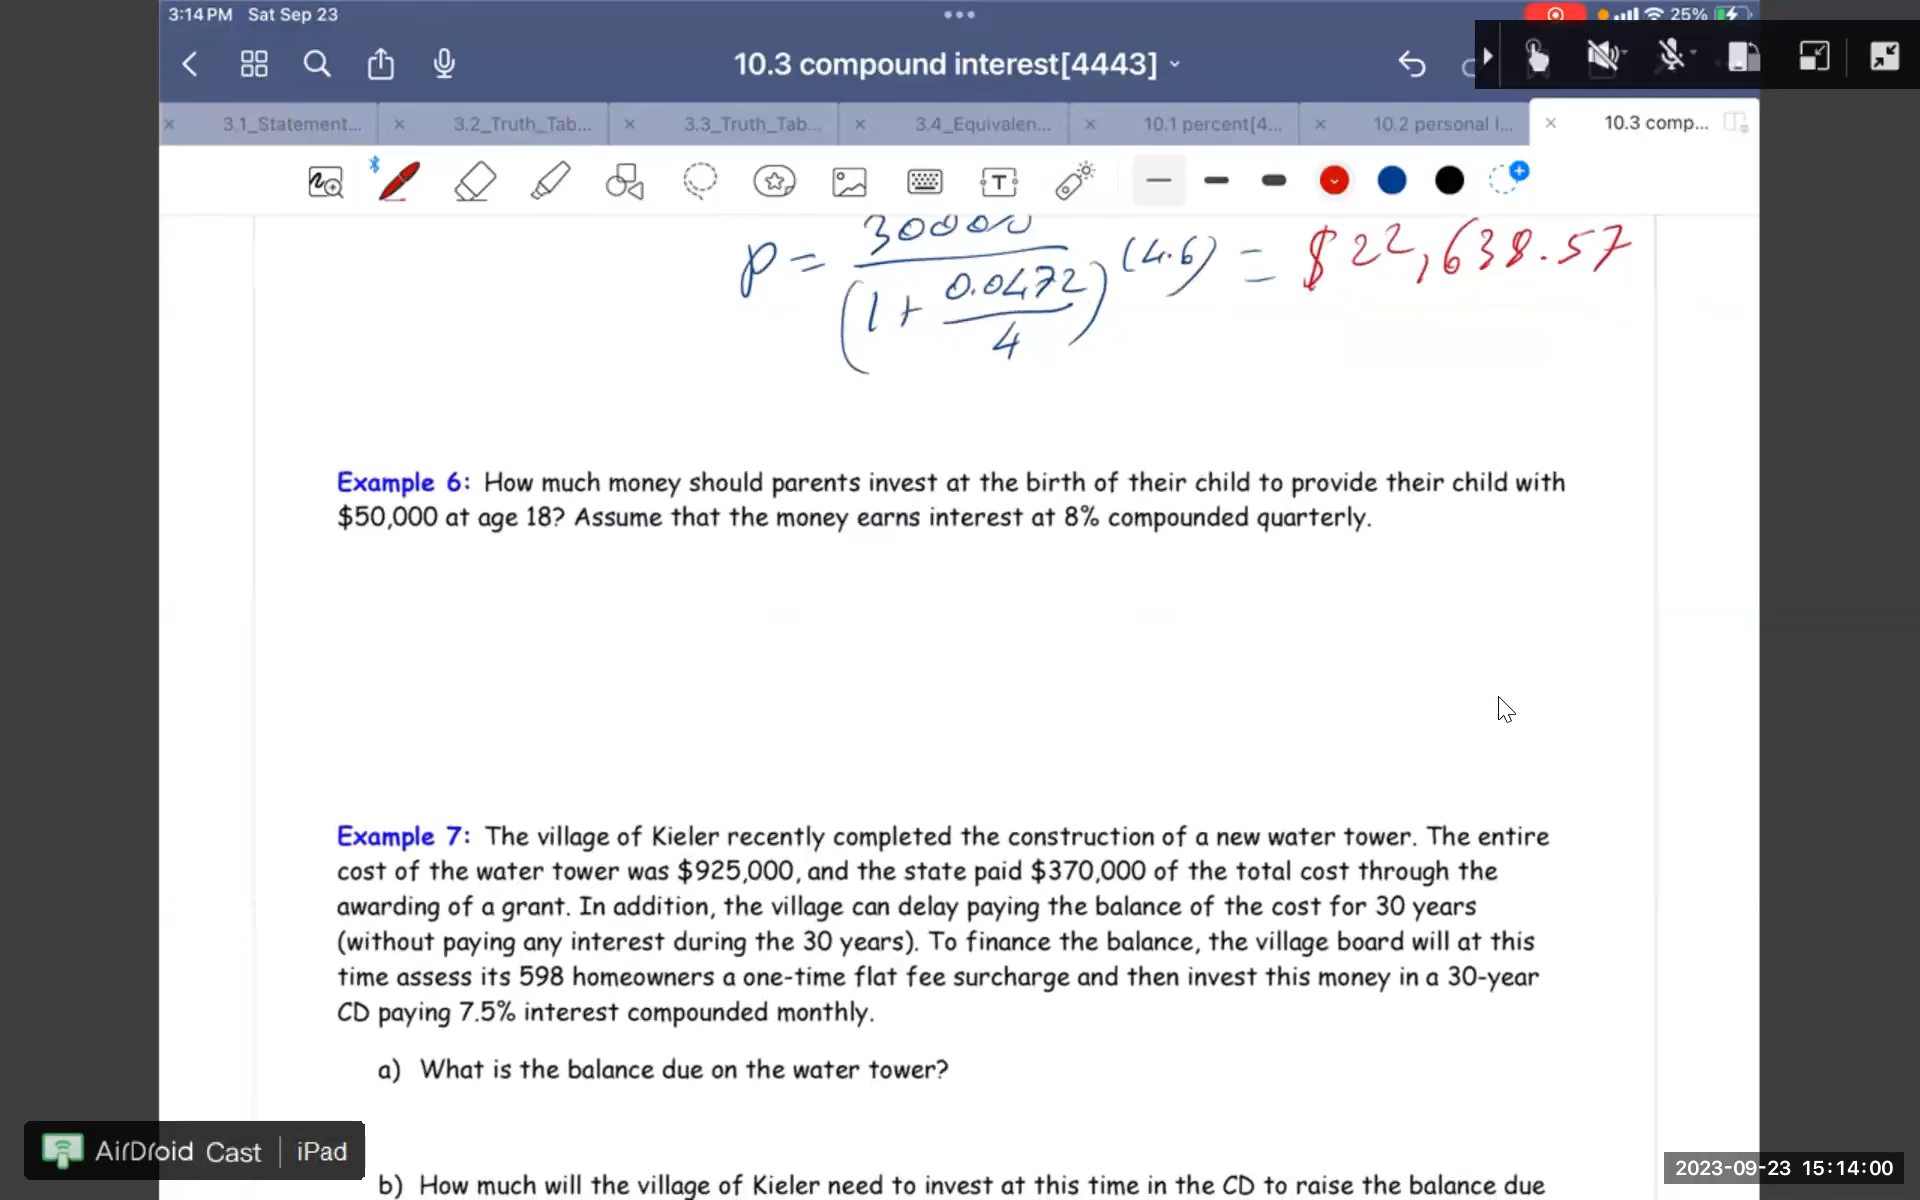 3:14 PM Sat Sep 23
25%
10.3 compound interest[4443]
3.1_Statement...
3.2_Truth_Tab...
3.3_Truth_Tab...
3.4_Equivalen...
10.1 percent[4...
10.2 personal l...
10.3 comp...
P = 30000 / (1 + 0.0472/4)^(4.6) = $22,638.57
Example 6: How much money should parents invest at the birth of their child to provide their child with
$50,000 at age 18? Assume that the money earns interest at 8% compounded quarterly.
Example 7: The village of Kieler recently completed the construction of a new water tower. The entire
cost of the water tower was $925,000, and the state paid $370,000 of the total cost through the
awarding of a grant. In addition, the village can delay paying the balance of the cost for 30 years
(without paying any interest during the 30 years). To finance the balance, the village board will at this
time assess its 598 homeowners a one-time flat fee surcharge and then invest this money in a 30-year
CD paying 7.5% interest compounded monthly.
a) What is the balance due on the water tower?
b) How much will the village of Kieler need to invest at this time in the CD to raise the balance due
AirDroid Cast | iPad
2023-09-23 15:14:00